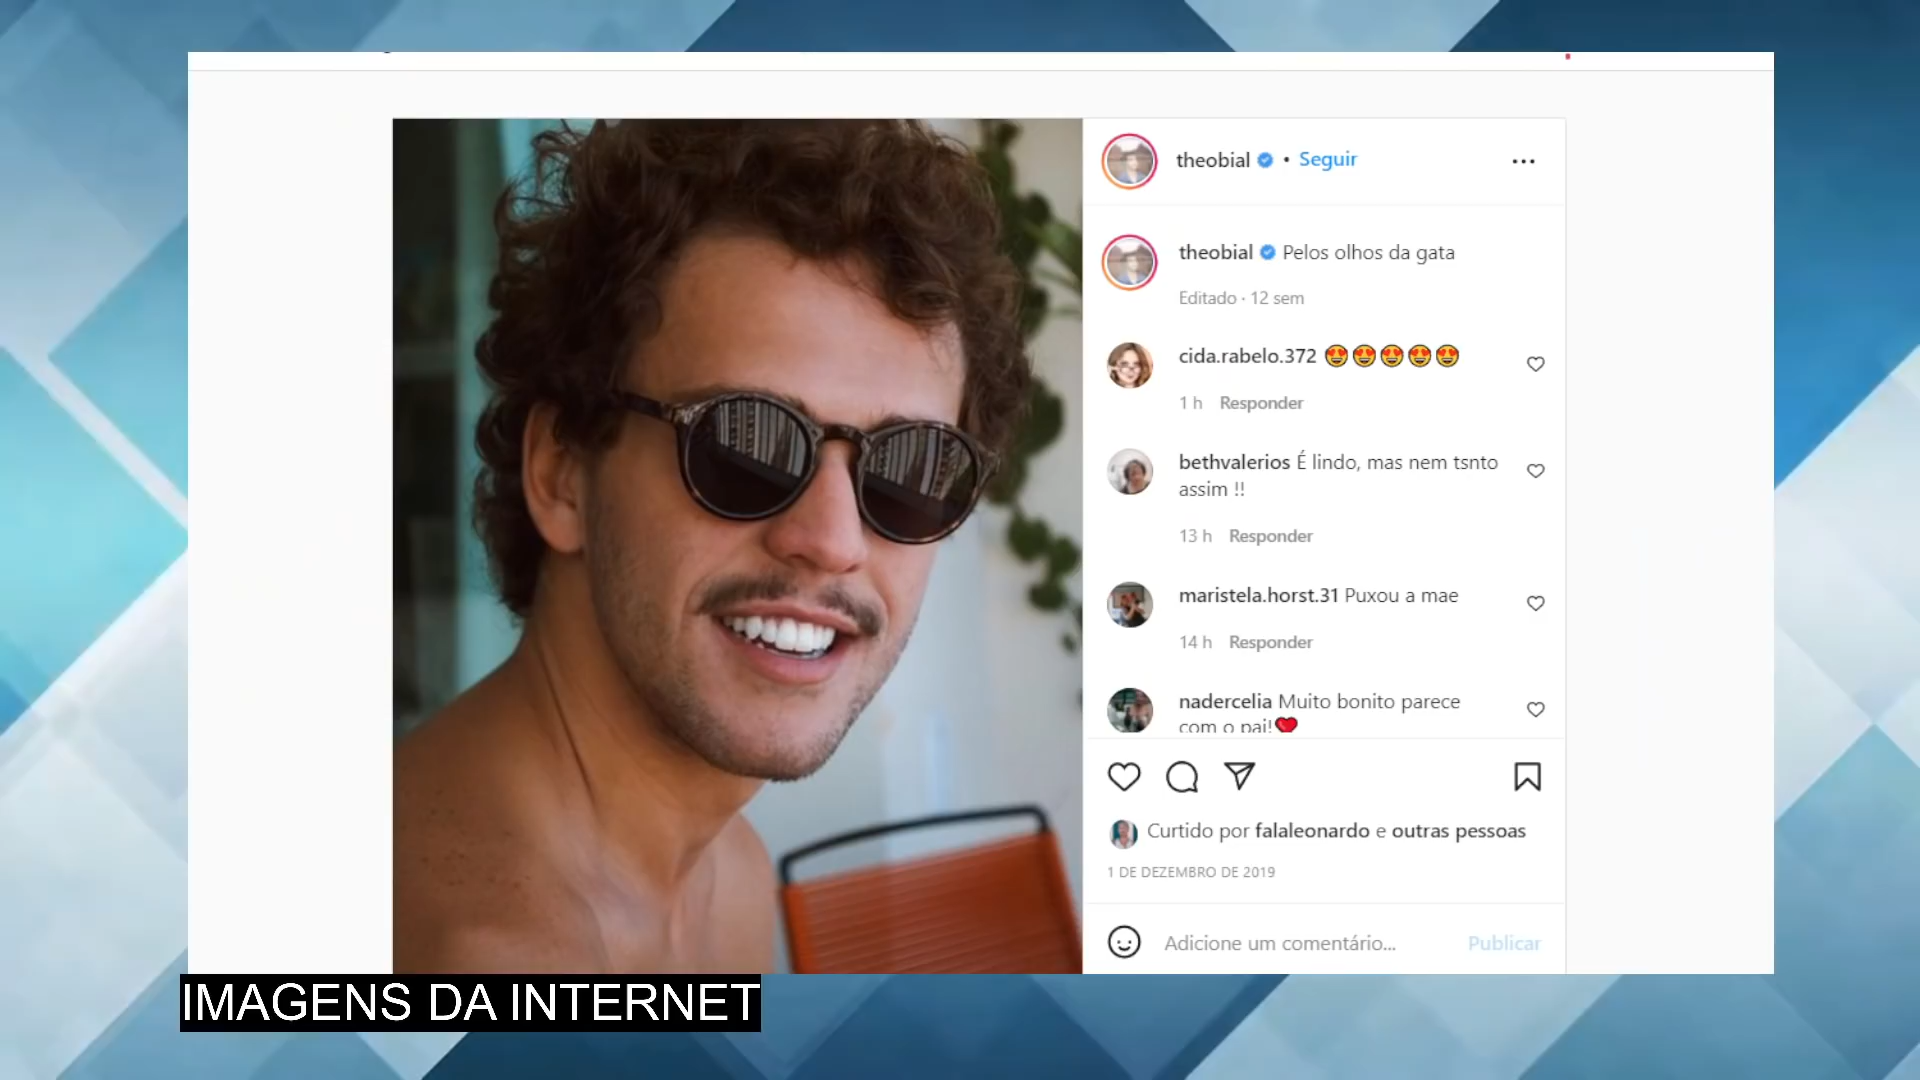 theobial • Seguir
theobial Pelos olhos da gata
Editado · 12 sem
cida.rabelo.372 😍😍😍😍😍
1 h Responder
bethvalerios É lindo, mas nem tsnto
assim !!
13 h Responder
maristela.horst.31 Puxou a mae
14 h Responder
nadercelia Muito bonito parece
com o pai!❤
Curtido por falaleonardo e outras pessoas
1 DE DEZEMBRO DE 2019
Adicione um comentário... Publicar
IMAGENS DA INTERNET